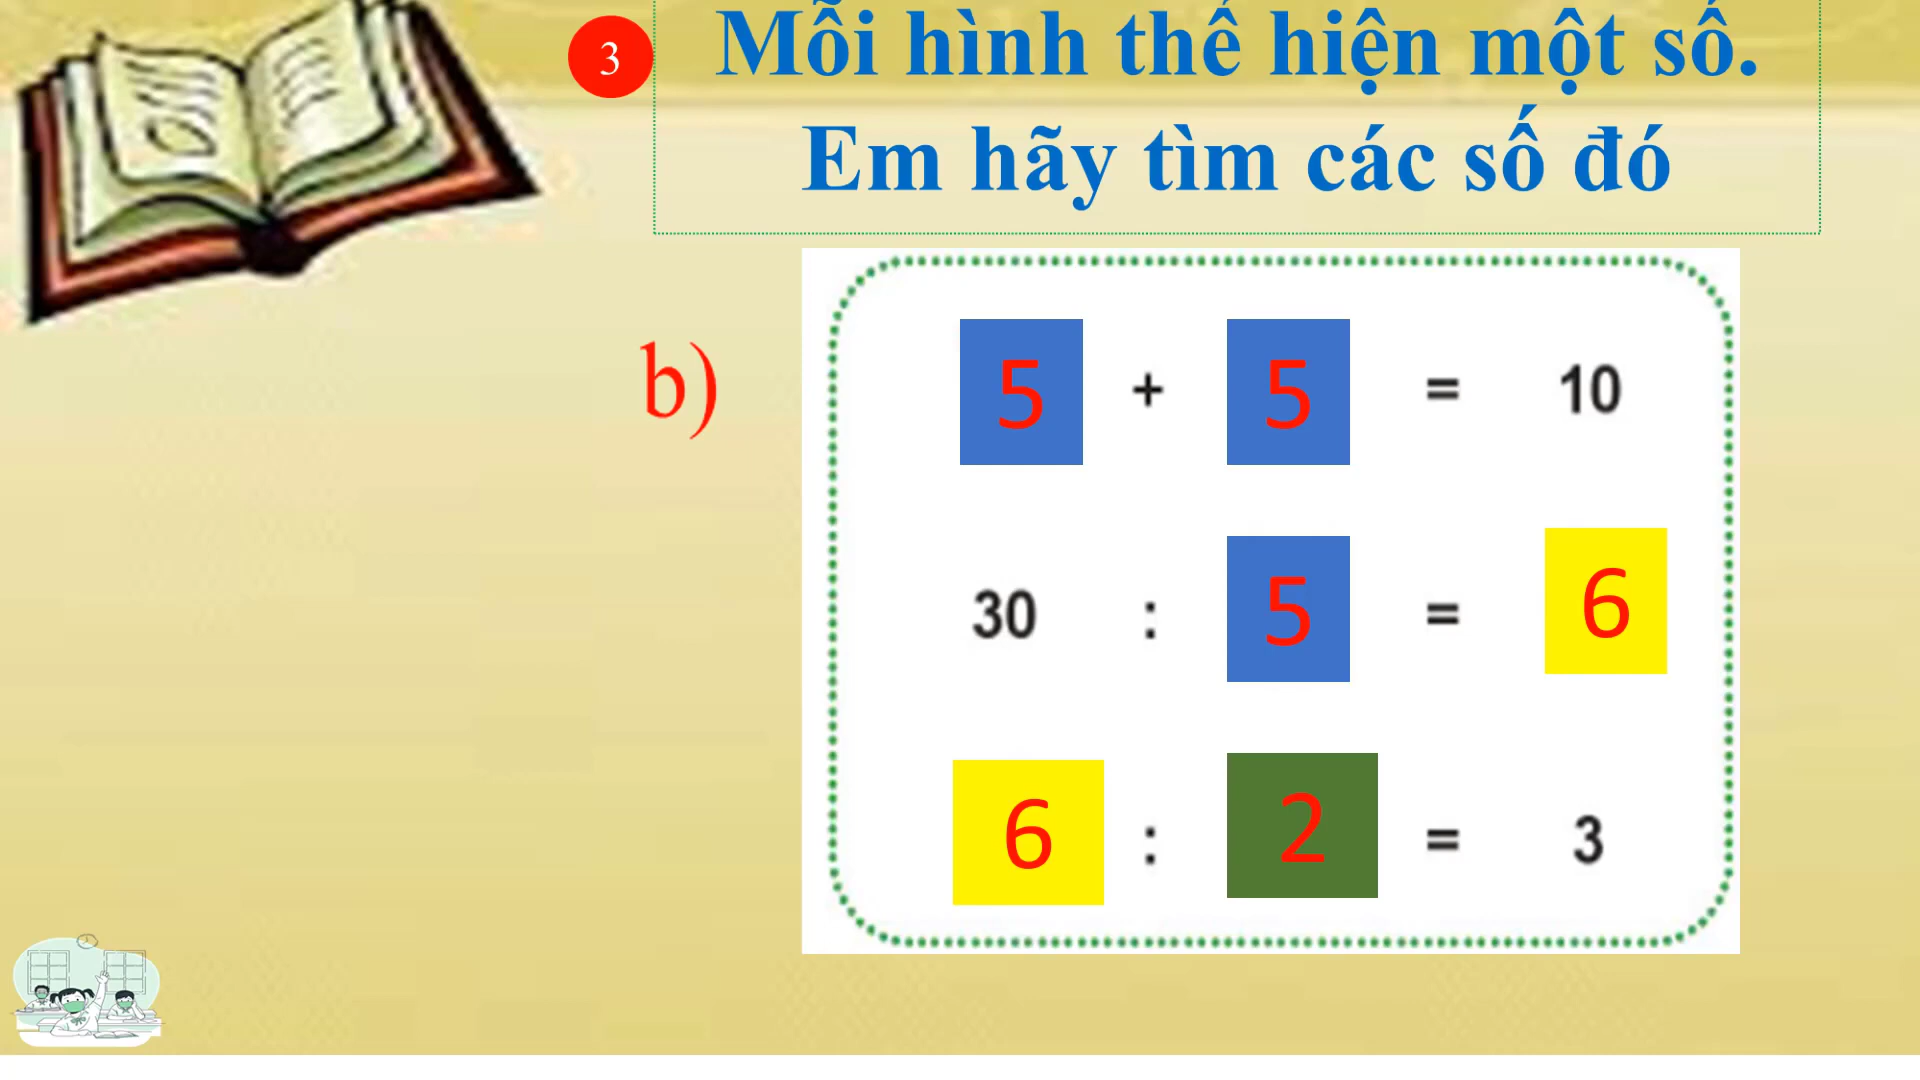 3
Mỗi hình thể hiện một số.
Em hãy tìm các số đó
b)
5 + 5 = 10
30 : 5 = 6
6 : 2 = 3